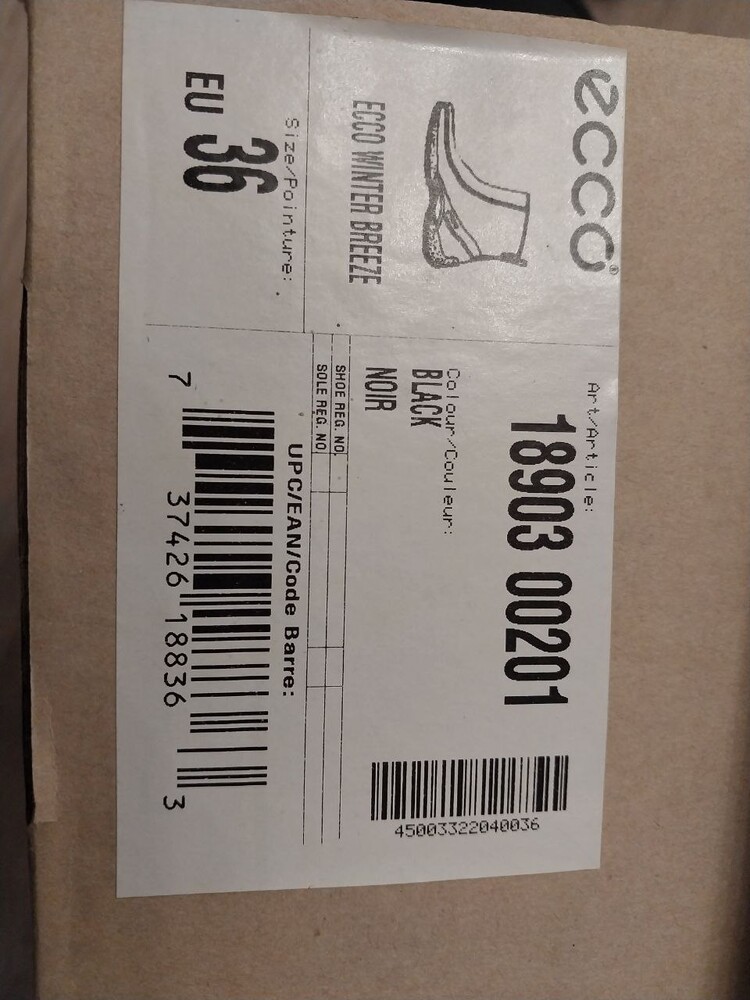 ecco®
ECCO WINTER BREEZE
Size/Pointure:
EU 36
Art/Article:
18903 00201
Colour/Couleur:
BLACK
NOIR
45003322040036
SHOE REG. NO.
SOLE REG. NO
UPC/EAN/Code Barre:
7 37426 18836 3